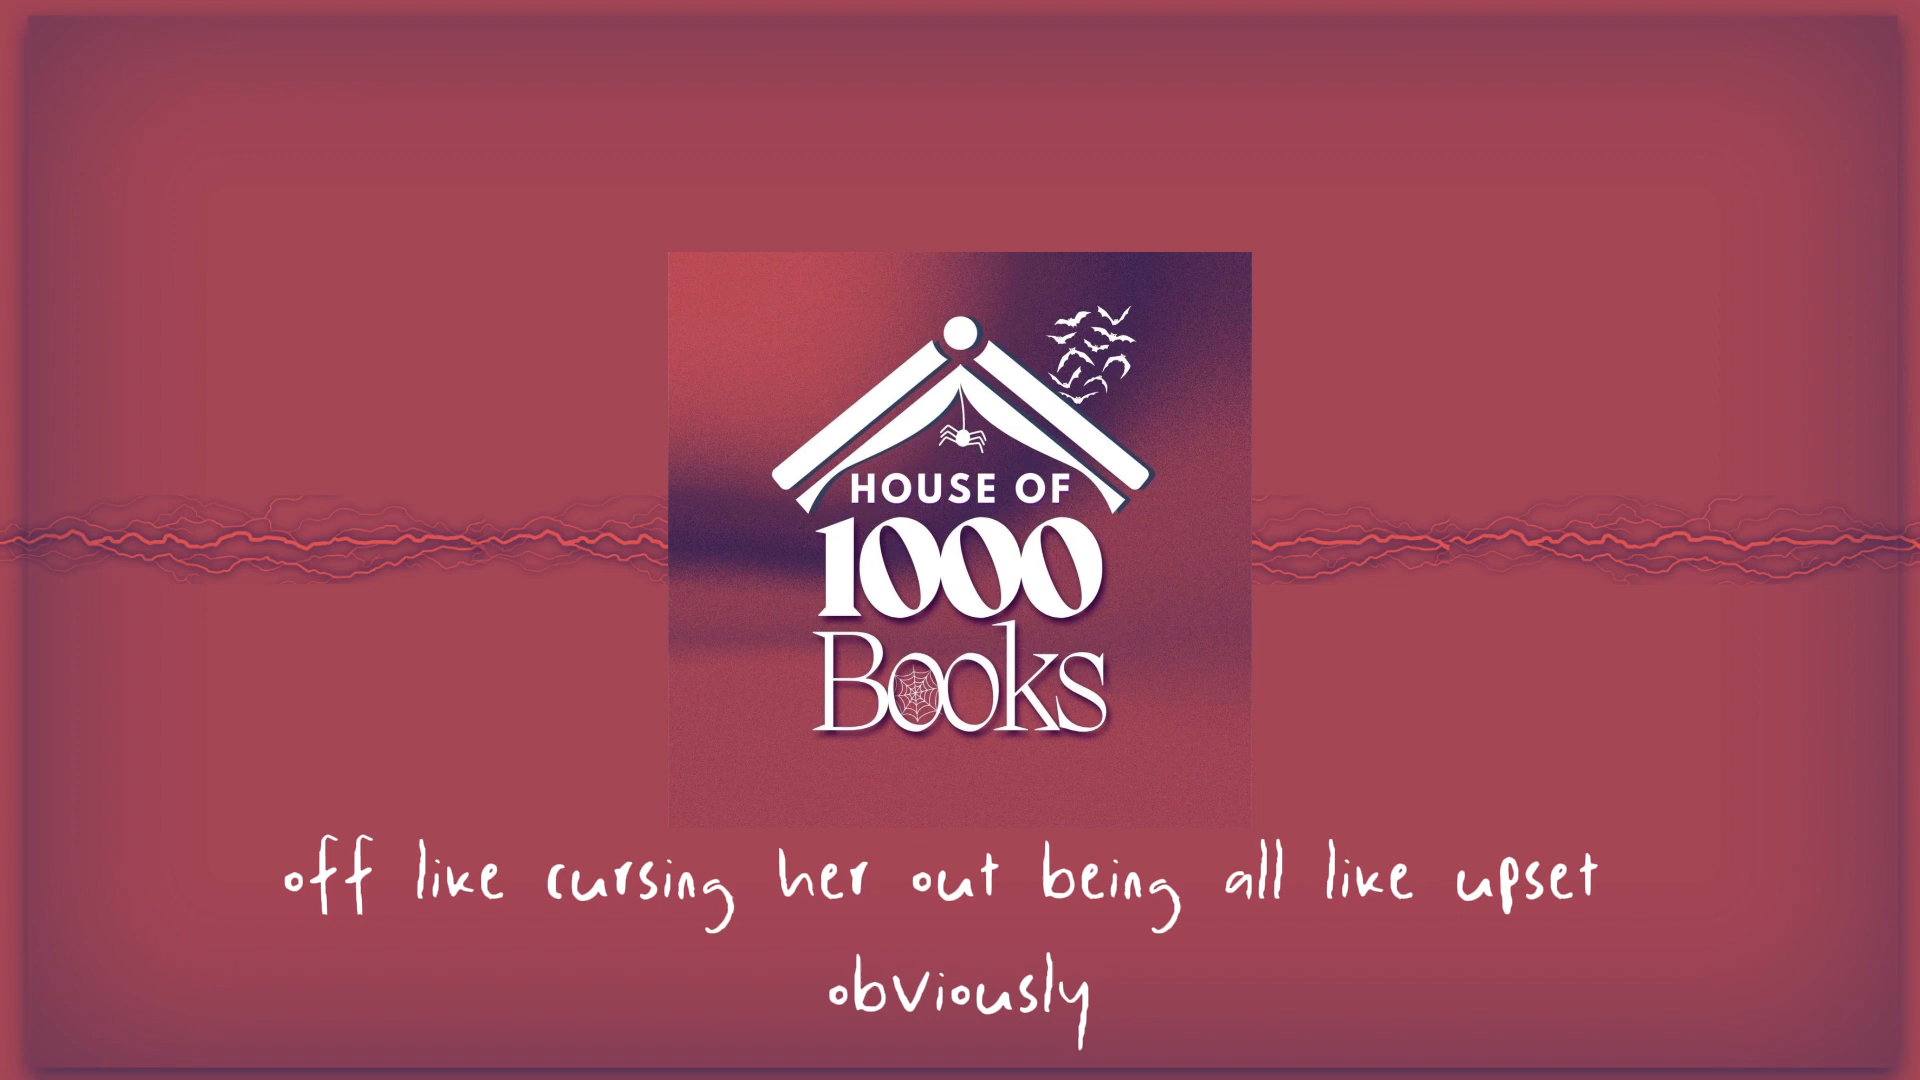 HOUSE OF
1000
Books
off like cursing her out being all like upset
obviously